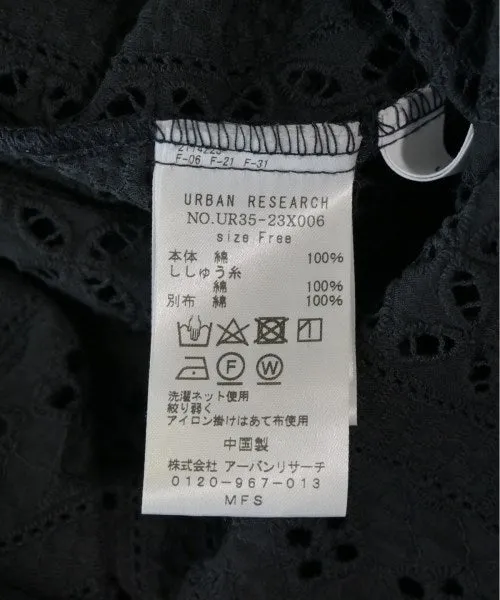 F-06 F-21 F-31
URBAN RESEARCH
NO.UR35-23X006
size Free
本体 綿 100%
ししゅう糸
綿 100%
別布 綿 100%
洗濯ネット使用
絞り弱く
アイロン掛けはあて布使用
中国製
株式会社 アーバンリサーチ
0120-967-013
MFS